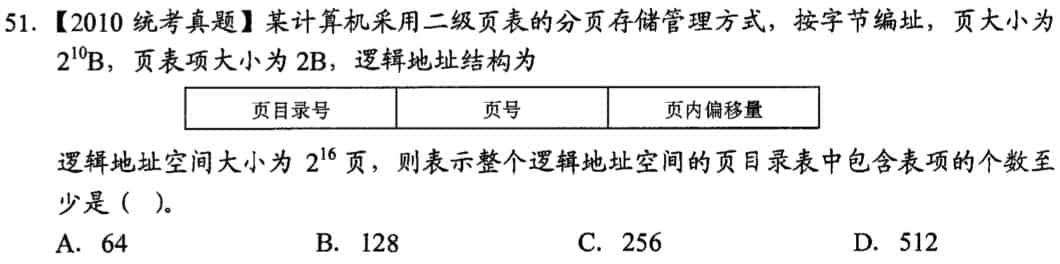 51. 【2010 统考真题】某计算机采用二级页表的分页存储管理方式，按字节编址，页大小为
2¹⁰B，页表项大小为 2B，逻辑地址结构为
页目录号 页号 页内偏移量
逻辑地址空间大小为 2¹⁶ 页，则表示整个逻辑地址空间的页目录表中包含表项的个数至
少是（ ）。
A. 64 B. 128 C. 256 D. 512